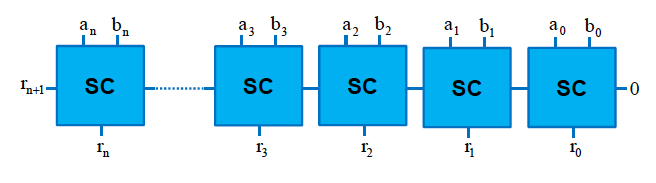 aₙ bₙ a₃ b₃ a₂ b₂ a₁ b₁ a₀ b₀
rₙ₊₁ SC SC SC SC SC 0
rₙ r₃ r₂ r₁ r₀